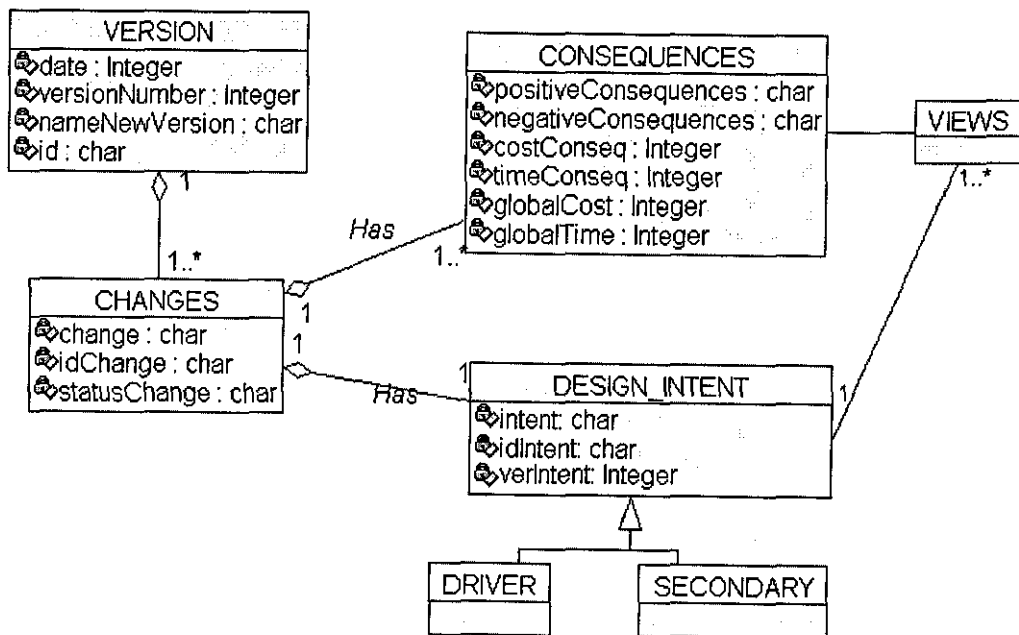 VERSION
date : Integer
versionNumber : Integer
nameNewVersion : char
id : char
1
1..*
CHANGES
change : char
idChange : char
statusChange : char
Has
1
1..*
CONSEQUENCES
positiveConsequences : char
negativeConsequences : char
costConseq : Integer
timeConseq : Integer
globalCost : Integer
globalTime : Integer
VIEWS
1..*
1
1
Has
1
DESIGN_INTENT
intent: char
idIntent: char
verIntent: Integer
DRIVER
SECONDARY